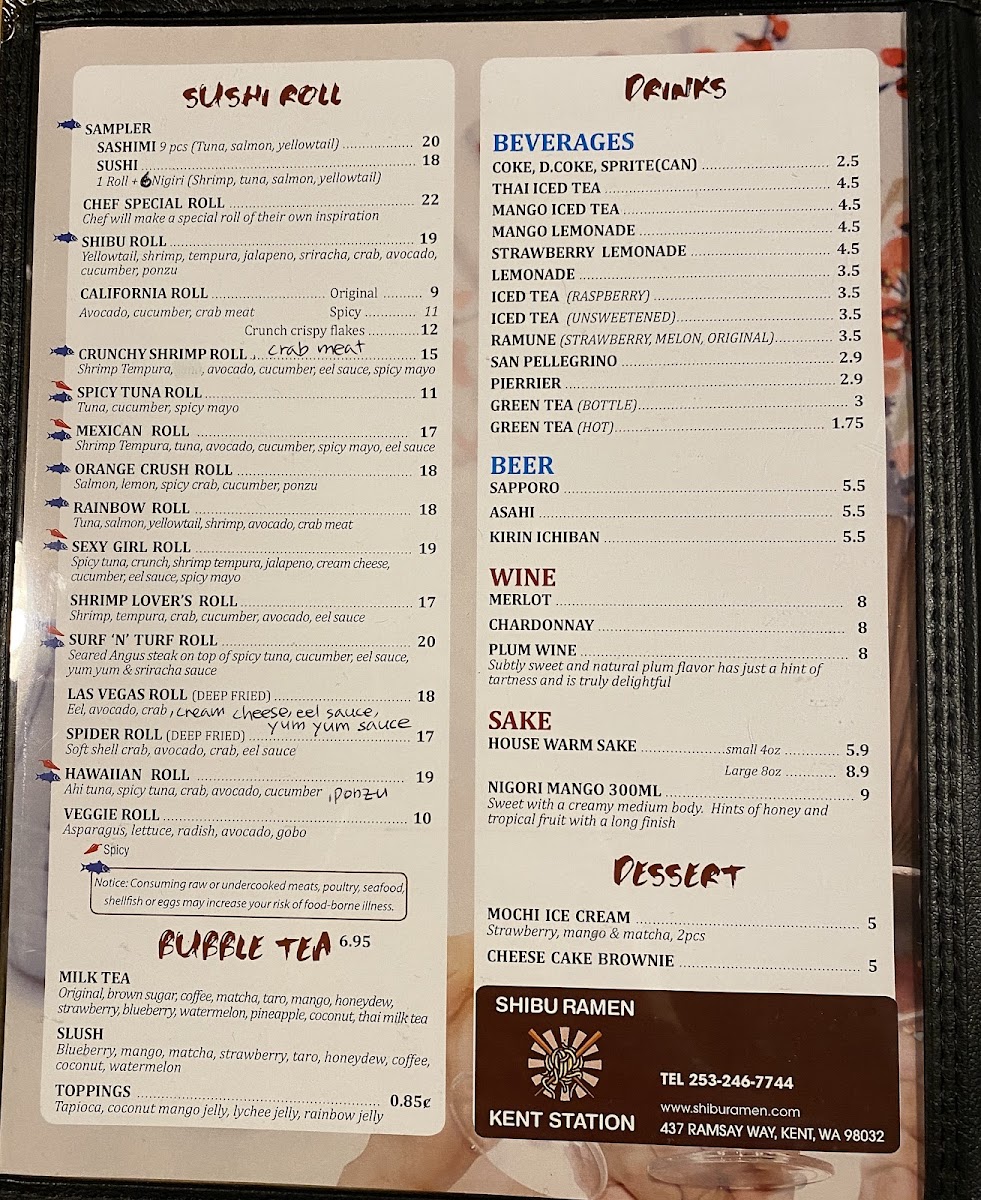 SUSHI ROLL
SAMPLER
SASHIMI 9 pcs (Tuna, salmon, yellowtail) ................ 20
SUSHI ................ 18
1 Roll + 6 Nigiri (Shrimp, tuna, salmon, yellowtail)
CHEF SPECIAL ROLL ................ 22
Chef will make a special roll of their own inspiration
SHIBU ROLL ................ 19
Yellowtail, shrimp, tempura, jalapeno, sriracha, crab, avocado,
cucumber, ponzu
CALIFORNIA ROLL ................ Original ......... 9
Avocado, cucumber, crab meat Spicy ............ 11
Crunch crispy flakes ............ 12
crab meat
CRUNCHY SHRIMP ROLL ................ 15
Shrimp Tempura, , avocado, cucumber, eel sauce, spicy mayo
SPICY TUNA ROLL ................ 11
Tuna, cucumber, spicy mayo
MEXICAN ROLL ................ 17
Shrimp Tempura, tuna, avocado, cucumber, spicy mayo, eel sauce
ORANGE CRUSH ROLL ................ 18
Salmon, lemon, spicy crab, cucumber, ponzu
RAINBOW ROLL ................ 18
Tuna, salmon, yellowtail, shrimp, avocado, crab meat
SEXY GIRL ROLL ................ 19
Spicy tuna, crunch, shrimp tempura, jalapeno, cream cheese,
cucumber, eel sauce, spicy mayo
SHRIMP LOVER'S ROLL ................ 17
Shrimp, tempura, crab, cucumber, avocado, eel sauce
SURF 'N' TURF ROLL ................ 20
Seared Angus steak on top of spicy tuna, cucumber, eel sauce,
yum yum & sriracha sauce
LAS VEGAS ROLL (DEEP FRIED) ................ 18
Eel, avocado, crab, cream cheese, eel sauce,
yum yum sauce
SPIDER ROLL (DEEP FRIED) ................ 17
Soft shell crab, avocado, crab, eel sauce
HAWAIIAN ROLL ................ 19
Ahi tuna, spicy tuna, crab, avocado, cucumber , ponzu
VEGGIE ROLL ................ 10
Asparagus, lettuce, radish, avocado, gobo
Spicy
Notice: Consuming raw or undercooked meats, poultry, seafood,
shellfish or eggs may increase your risk of food-borne illness.
BUBBLE TEA 6.95
MILK TEA
Original, brown sugar, coffee, matcha, taro, mango, honeydew,
strawberry, blueberry, watermelon, pineapple, coconut, thai milk tea
SLUSH
Blueberry, mango, matcha, strawberry, taro, honeydew, coffee,
coconut, watermelon
TOPPINGS ................ 0.85¢
Tapioca, coconut mango jelly, lychee jelly, rainbow jelly
DRINKS
BEVERAGES
COKE, D.COKE, SPRITE(CAN) ................ 2.5
THAI ICED TEA ................ 4.5
MANGO ICED TEA ................ 4.5
MANGO LEMONADE ................ 4.5
STRAWBERRY LEMONADE ................ 4.5
LEMONADE ................ 3.5
ICED TEA (RASPBERRY) ................ 3.5
ICED TEA (UNSWEETENED) ................ 3.5
RAMUNE (STRAWBERRY, MELON, ORIGINAL) ................ 3.5
SAN PELLEGRINO ................ 2.9
PIERRIER ................ 2.9
GREEN TEA (BOTTLE) ................ 3
GREEN TEA (HOT) ................ 1.75
BEER
SAPPORO ................ 5.5
ASAHI ................ 5.5
KIRIN ICHIBAN ................ 5.5
WINE
MERLOT ................ 8
CHARDONNAY ................ 8
PLUM WINE ................ 8
Subtly sweet and natural plum flavor has just a hint of
tartness and is truly delightful
SAKE
HOUSE WARM SAKE ................ small 4oz ............ 5.9
Large 8oz ............ 8.9
NIGORI MANGO 300ML ................ 9
Sweet with a creamy medium body. Hints of honey and
tropical fruit with a long finish
DESSERT
MOCHI ICE CREAM ................ 5
Strawberry, mango & matcha, 2pcs
CHEESE CAKE BROWNIE ................ 5
SHIBU RAMEN
KENT STATION
TEL 253-246-7744
www.shiburamen.com
437 RAMSAY WAY, KENT, WA 98032